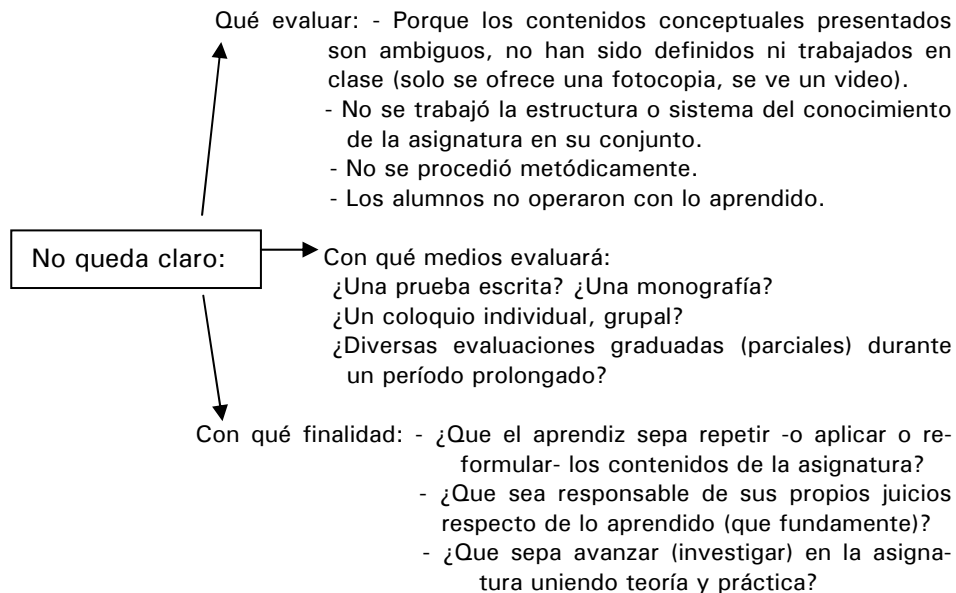 Qué evaluar: - Porque los contenidos conceptuales presentados
son ambiguos, no han sido definidos ni trabajados en
clase (solo se ofrece una fotocopia, se ve un video).
- No se trabajó la estructura o sistema del conocimiento
de la asignatura en su conjunto.
- No se procedió metódicamente.
- Los alumnos no operaron con lo aprendido.
No queda claro:
Con qué medios evaluará:
¿Una prueba escrita? ¿Una monografía?
¿Un coloquio individual, grupal?
¿Diversas evaluaciones graduadas (parciales) durante
un período prolongado?
Con qué finalidad: - ¿Que el aprendiz sepa repetir -o aplicar o re-
formular- los contenidos de la asignatura?
- ¿Que sea responsable de sus propios juicios
respecto de lo aprendido (que fundamente)?
- ¿Que sepa avanzar (investigar) en la asigna-
tura uniendo teoría y práctica?